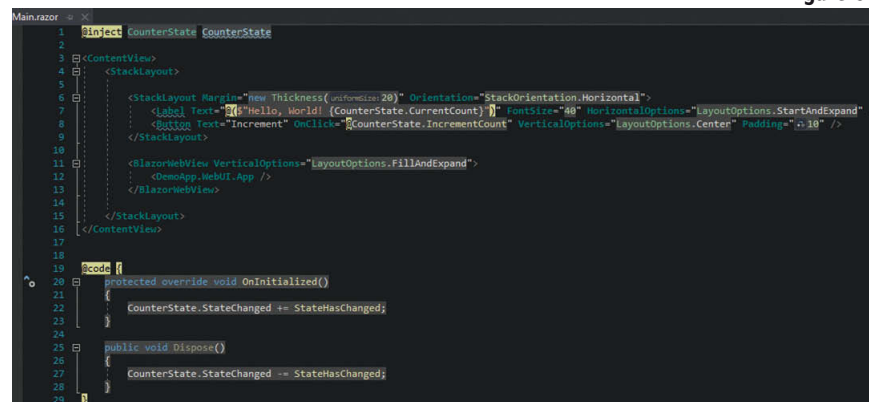 Main.razor
1 @inject CounterState CounterState
2
3 <ContentView>
4 <StackLayout>
5
6 <StackLayout Margin="new Thickness(uniformSize:20)" Orientation="StackOrientation.Horizontal">
7 <Label Text="@($"Hello, World! {CounterState.CurrentCount}")" FontSize="40" HorizontalOptions="LayoutOptions.StartAndExpand"
8 <Button Text="Increment" OnClick="@CounterState.IncrementCount" VerticalOptions="LayoutOptions.Center" Padding="10" />
9 </StackLayout>
10
11 <BlazorWebView VerticalOptions="LayoutOptions.FillAndExpand">
12 <DemoApp.WebUI.App />
13 </BlazorWebView>
14
15 </StackLayout>
16 </ContentView>
17
18
19 @code {
20 protected override void OnInitialized()
21 {
22 CounterState.StateChanged += StateHasChanged;
23 }
24
25 public void Dispose()
26 {
27 CounterState.StateChanged -= StateHasChanged;
28 }
29 }